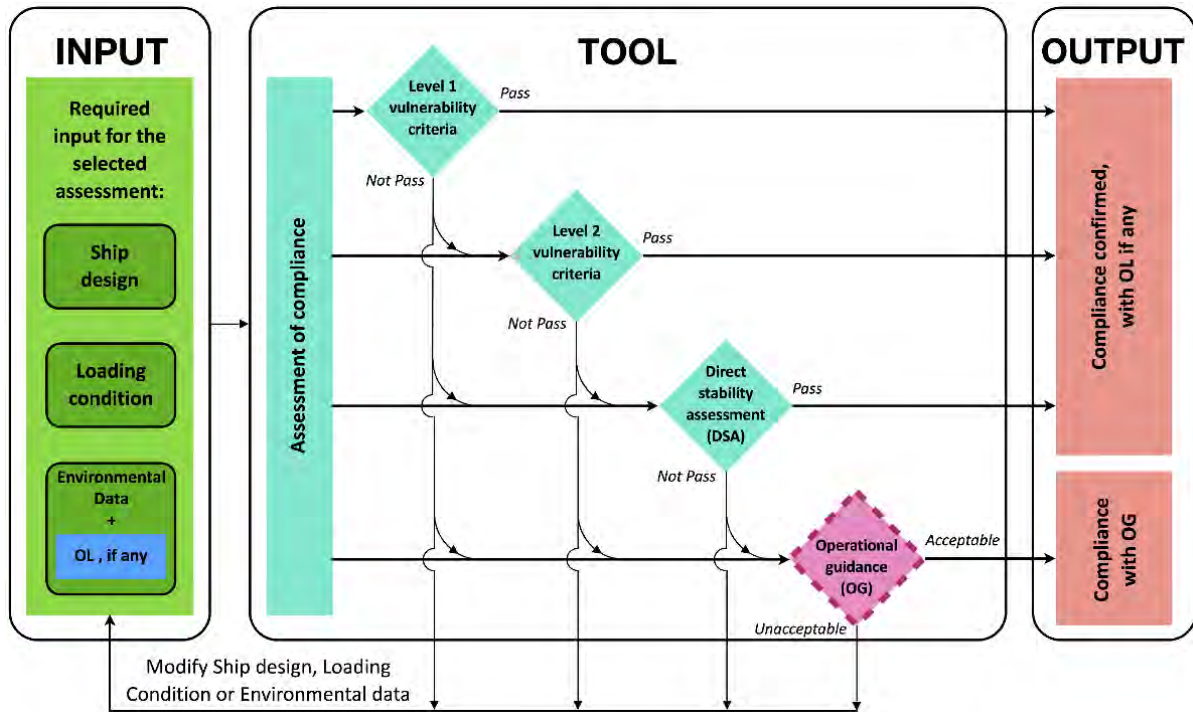 INPUT
Required
input for the
selected
assessment:
Ship
design
Loading
condition
Environmental
Data
+
OL , if any
TOOL
Assessment of compliance
Level 1
vulnerability
criteria
Pass
Not Pass
Level 2
vulnerability
criteria
Pass
Not Pass
Direct
stability
assessment
(DSA)
Pass
Not Pass
Operational
guidance
(OG)
Acceptable
Unacceptable
OUTPUT
Compliance confirmed,
with OL if any
Compliance
with OG
Modify Ship design, Loading
Condition or Environmental data